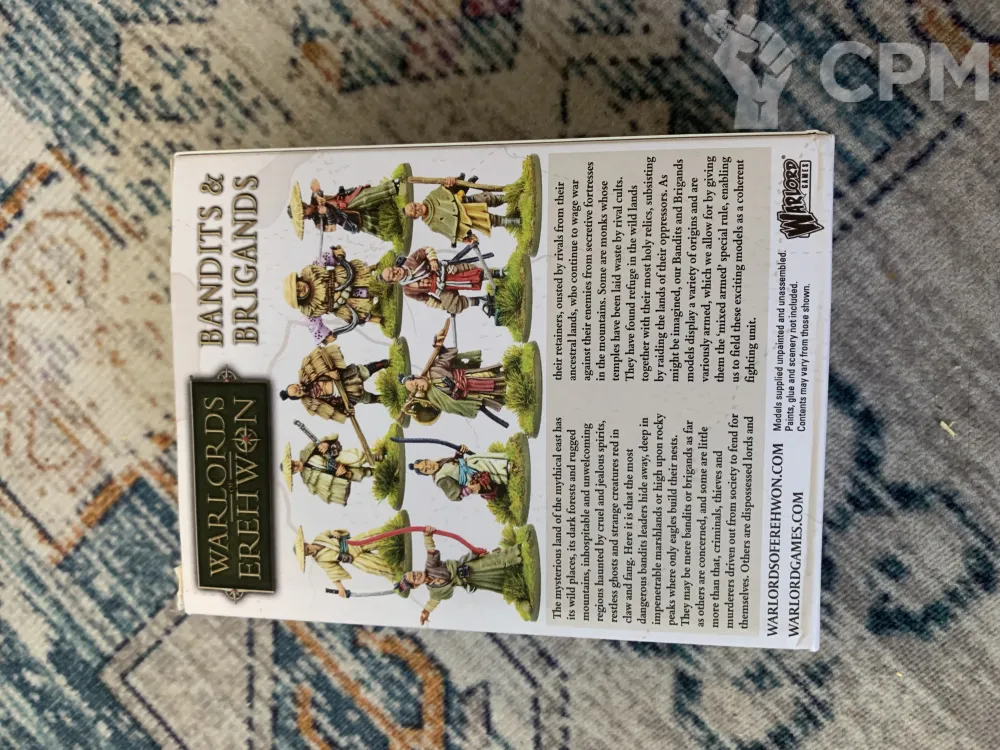 WARLORDS
OF
EREHWON
BANDITS &
BRIGANDS
The mysterious land of the mythical east has
its wild places, its dark forests and rugged
mountains, inhospitable and unwelcoming
regions haunted by cruel and jealous spirits,
restless ghosts and strange creatures red in
claw and fang. Here it is that the most
dangerous bandits leaders hide away, deep in
impenetrable marshlands or high upon rocky
peaks where only eagles build their nests.
They may be mere bandits or brigands as far
as others are concerned, and some are little
more than that, criminals, thieves and
murderers driven out from society to fend for
themselves. Others are dispossessed lords and
their retainers, ousted by rivals from their
ancestral lands, who continue to wage war
against their enemies from secretive fortresses
in the mountains. Some are monks whose
temples have been laid waste by rival cults.
They have found refuge in the wild lands
together with their most holy relics, subsisting
by raiding the lands of their oppressors. As
might be imagined, our Bandits and Brigands
models display a variety of origins and are
variously armed, which we allow for by giving
them the 'mixed armed' special rule, enabling
us to field these exciting models as a coherent
fighting unit.
WARLORDSOFEREHWON.COM
WARLORDGAMES.COM
Models supplied unpainted and unassembled.
Paints, glue and scenery not included.
Contents may vary from those shown.
WARLORD®
GAMES
CPM